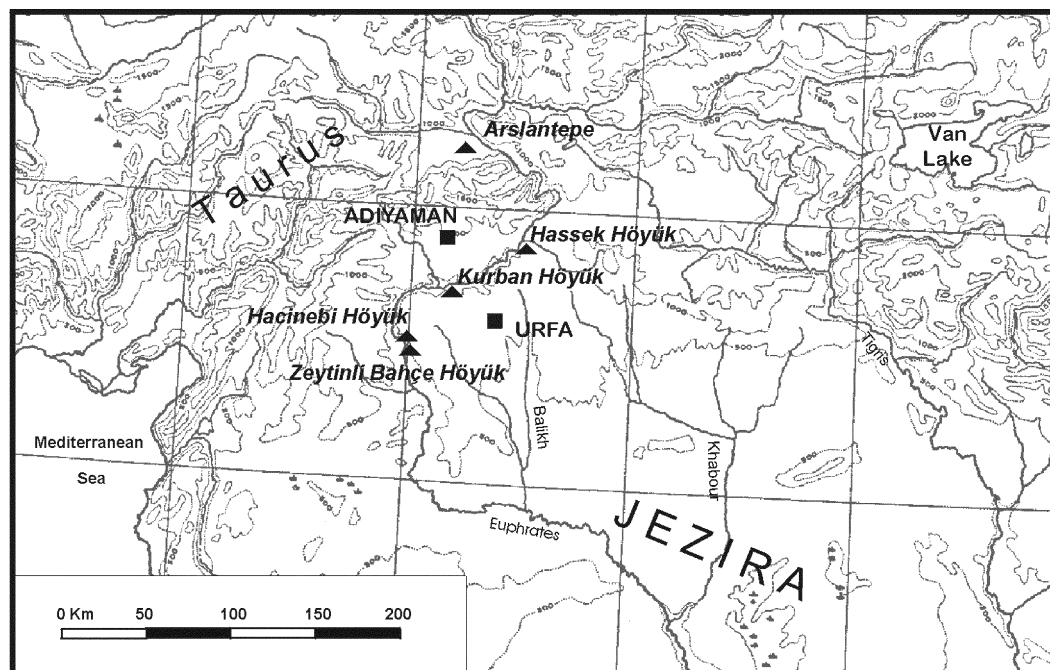 Arslantepe
Van
Lake
Taurus
ADIYAMAN
Hassek Höyük
Kurban Höyük
Hacinebi Höyük
URFA
Tigris
Zeytinli Bahçe Höyük
Balikh
Mediterranean
Sea
Khabour
Euphrates
JEZIRA
0 Km 50 100 150 200